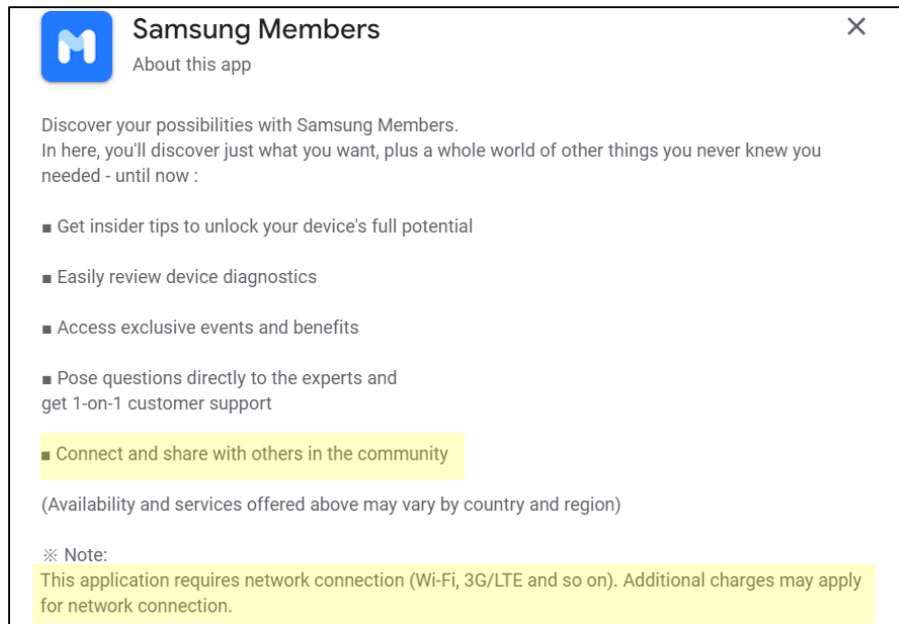 Samsung Members
About this app
Discover your possibilities with Samsung Members.
In here, you'll discover just what you want, plus a whole world of other things you never knew you
needed - until now :
■ Get insider tips to unlock your device's full potential
■ Easily review device diagnostics
■ Access exclusive events and benefits
■ Pose questions directly to the experts and
get 1-on-1 customer support
■ Connect and share with others in the community
(Availability and services offered above may vary by country and region)
※ Note:
This application requires network connection (Wi-Fi, 3G/LTE and so on). Additional charges may apply
for network connection.